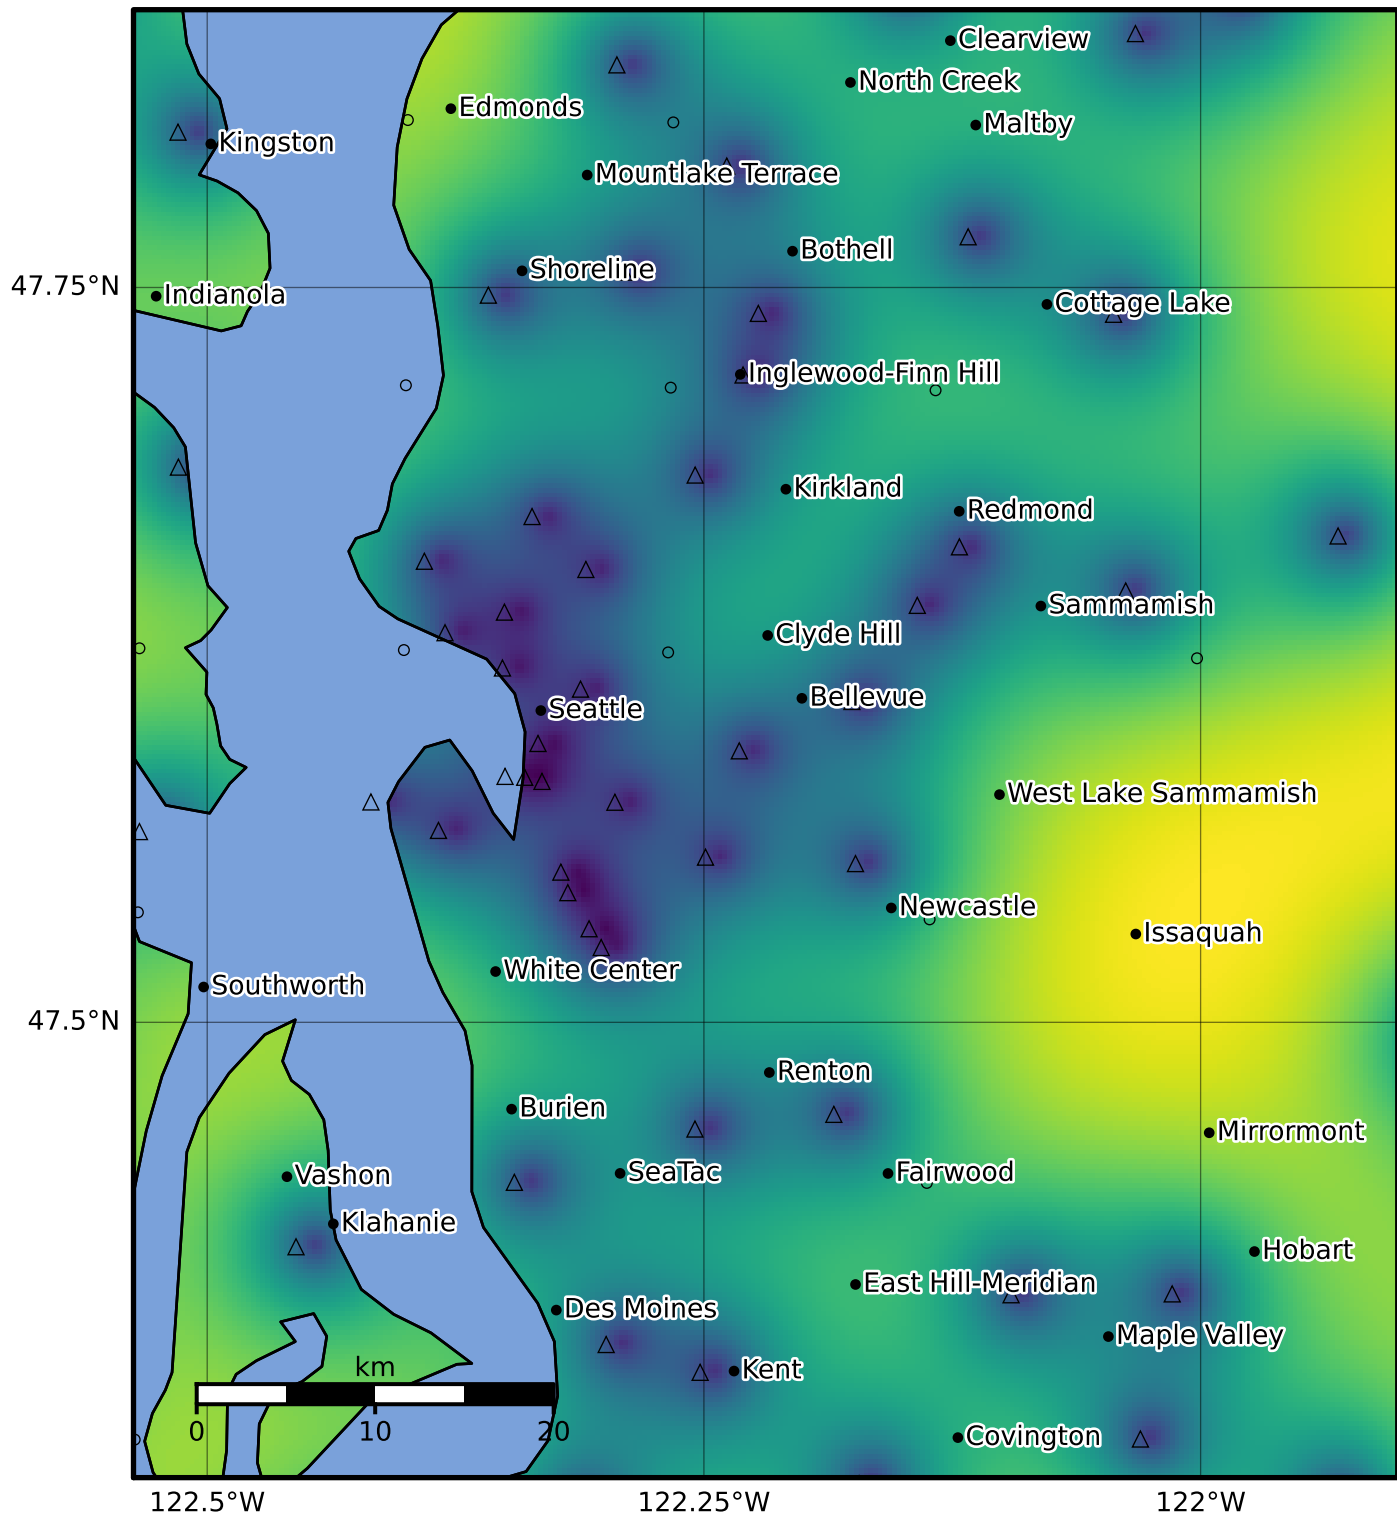 Clearview
North Creek
Edmonds
Maltby
Kingston
Mountlake Terrace
Bothell
Shoreline
47.75°N
Indianola
Cottage Lake
Inglewood-Finn Hill
Kirkland
Redmond
Sammamish
Clyde Hill
Bellevue
Seattle
West Lake Sammamish
Newcastle
Issaquah
White Center
Southworth
47.5°N
Renton
Burien
Mirrormont
Vashon
SeaTac
Fairwood
Klahanie
Hobart
East Hill-Meridian
Des Moines
Maple Valley
km
Kent
0 10 20
Covington
122.5°W 122.25°W 122°W